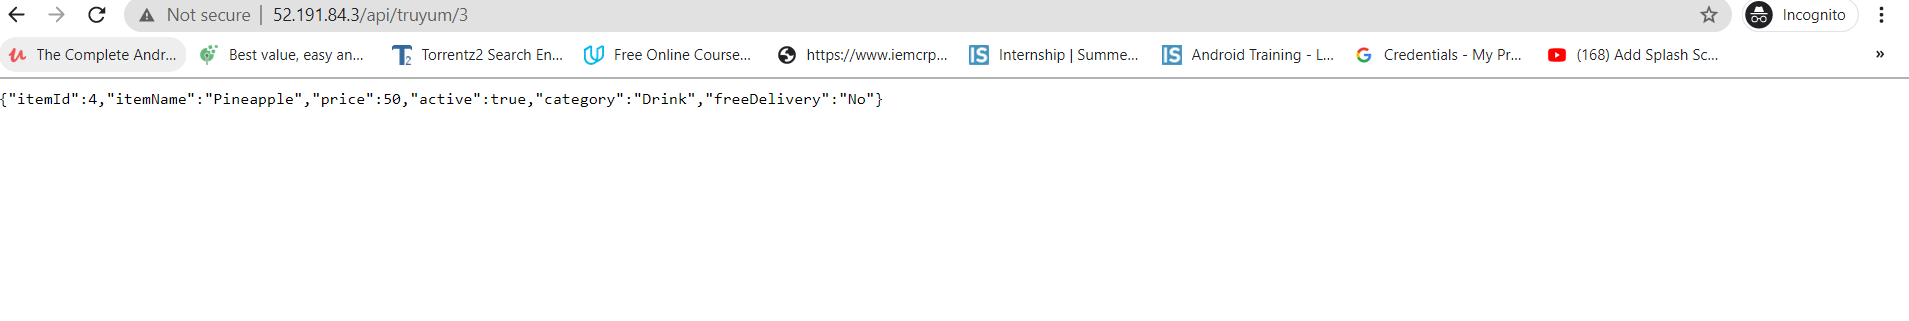 Not secure | 52.191.84.3/api/truyum/3 Incognito
The Complete Andr... Best value, easy an... Torrentz2 Search En... Free Online Course... https://www.iemcrp... Internship | Summe... Android Training - L... Credentials - My Pr... (168) Add Splash Sc... »
{"itemId":4,"itemName":"Pineapple","price":50,"active":true,"category":"Drink","freeDelivery":"No"}